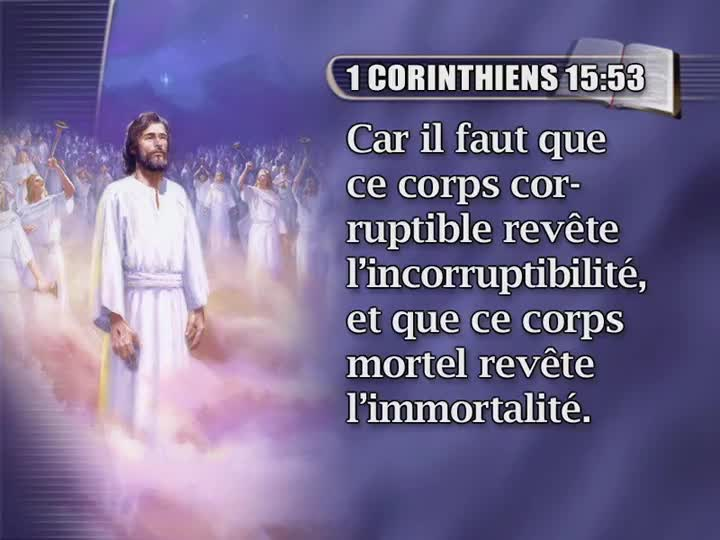 1 CORINTHIENS 15:53
Car il faut que
ce corps cor-
ruptible revête
l'incorruptibilité,
et que ce corps
mortel revête
l'immortalité.